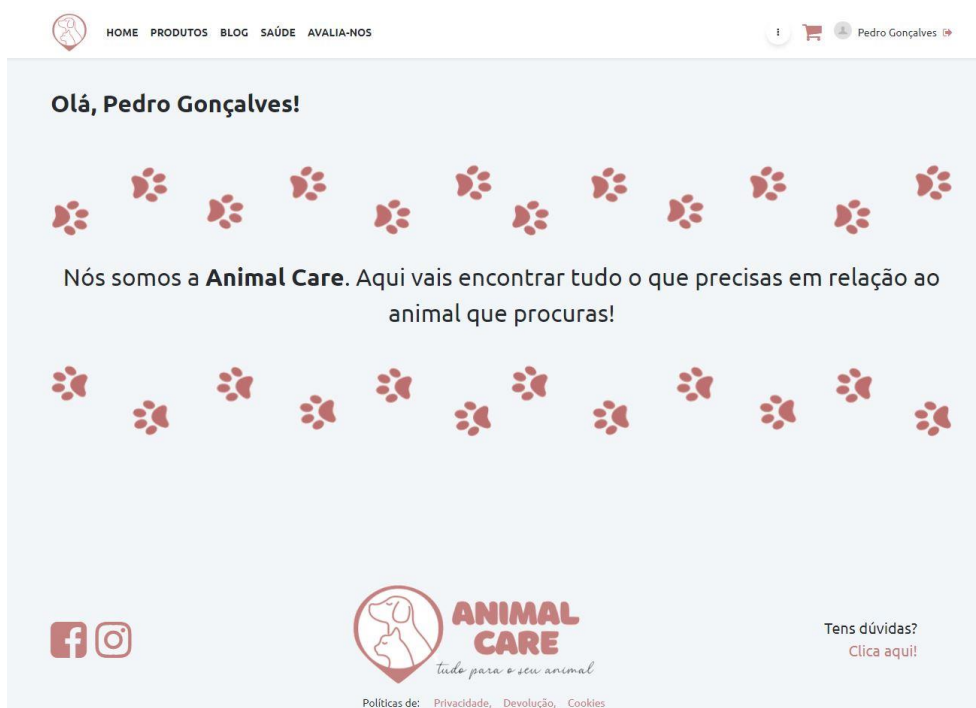 HOME PRODUTOS BLOG SAÚDE AVALIA-NOS
Pedro Gonçalves
Olá, Pedro Gonçalves!
Nós somos a Animal Care. Aqui vais encontrar tudo o que precisas em relação ao
animal que procuras!
ANIMAL
CARE
tudo para o seu animal
Tens dúvidas?
Clica aqui!
Políticas de: Privacidade, Devolução, Cookies